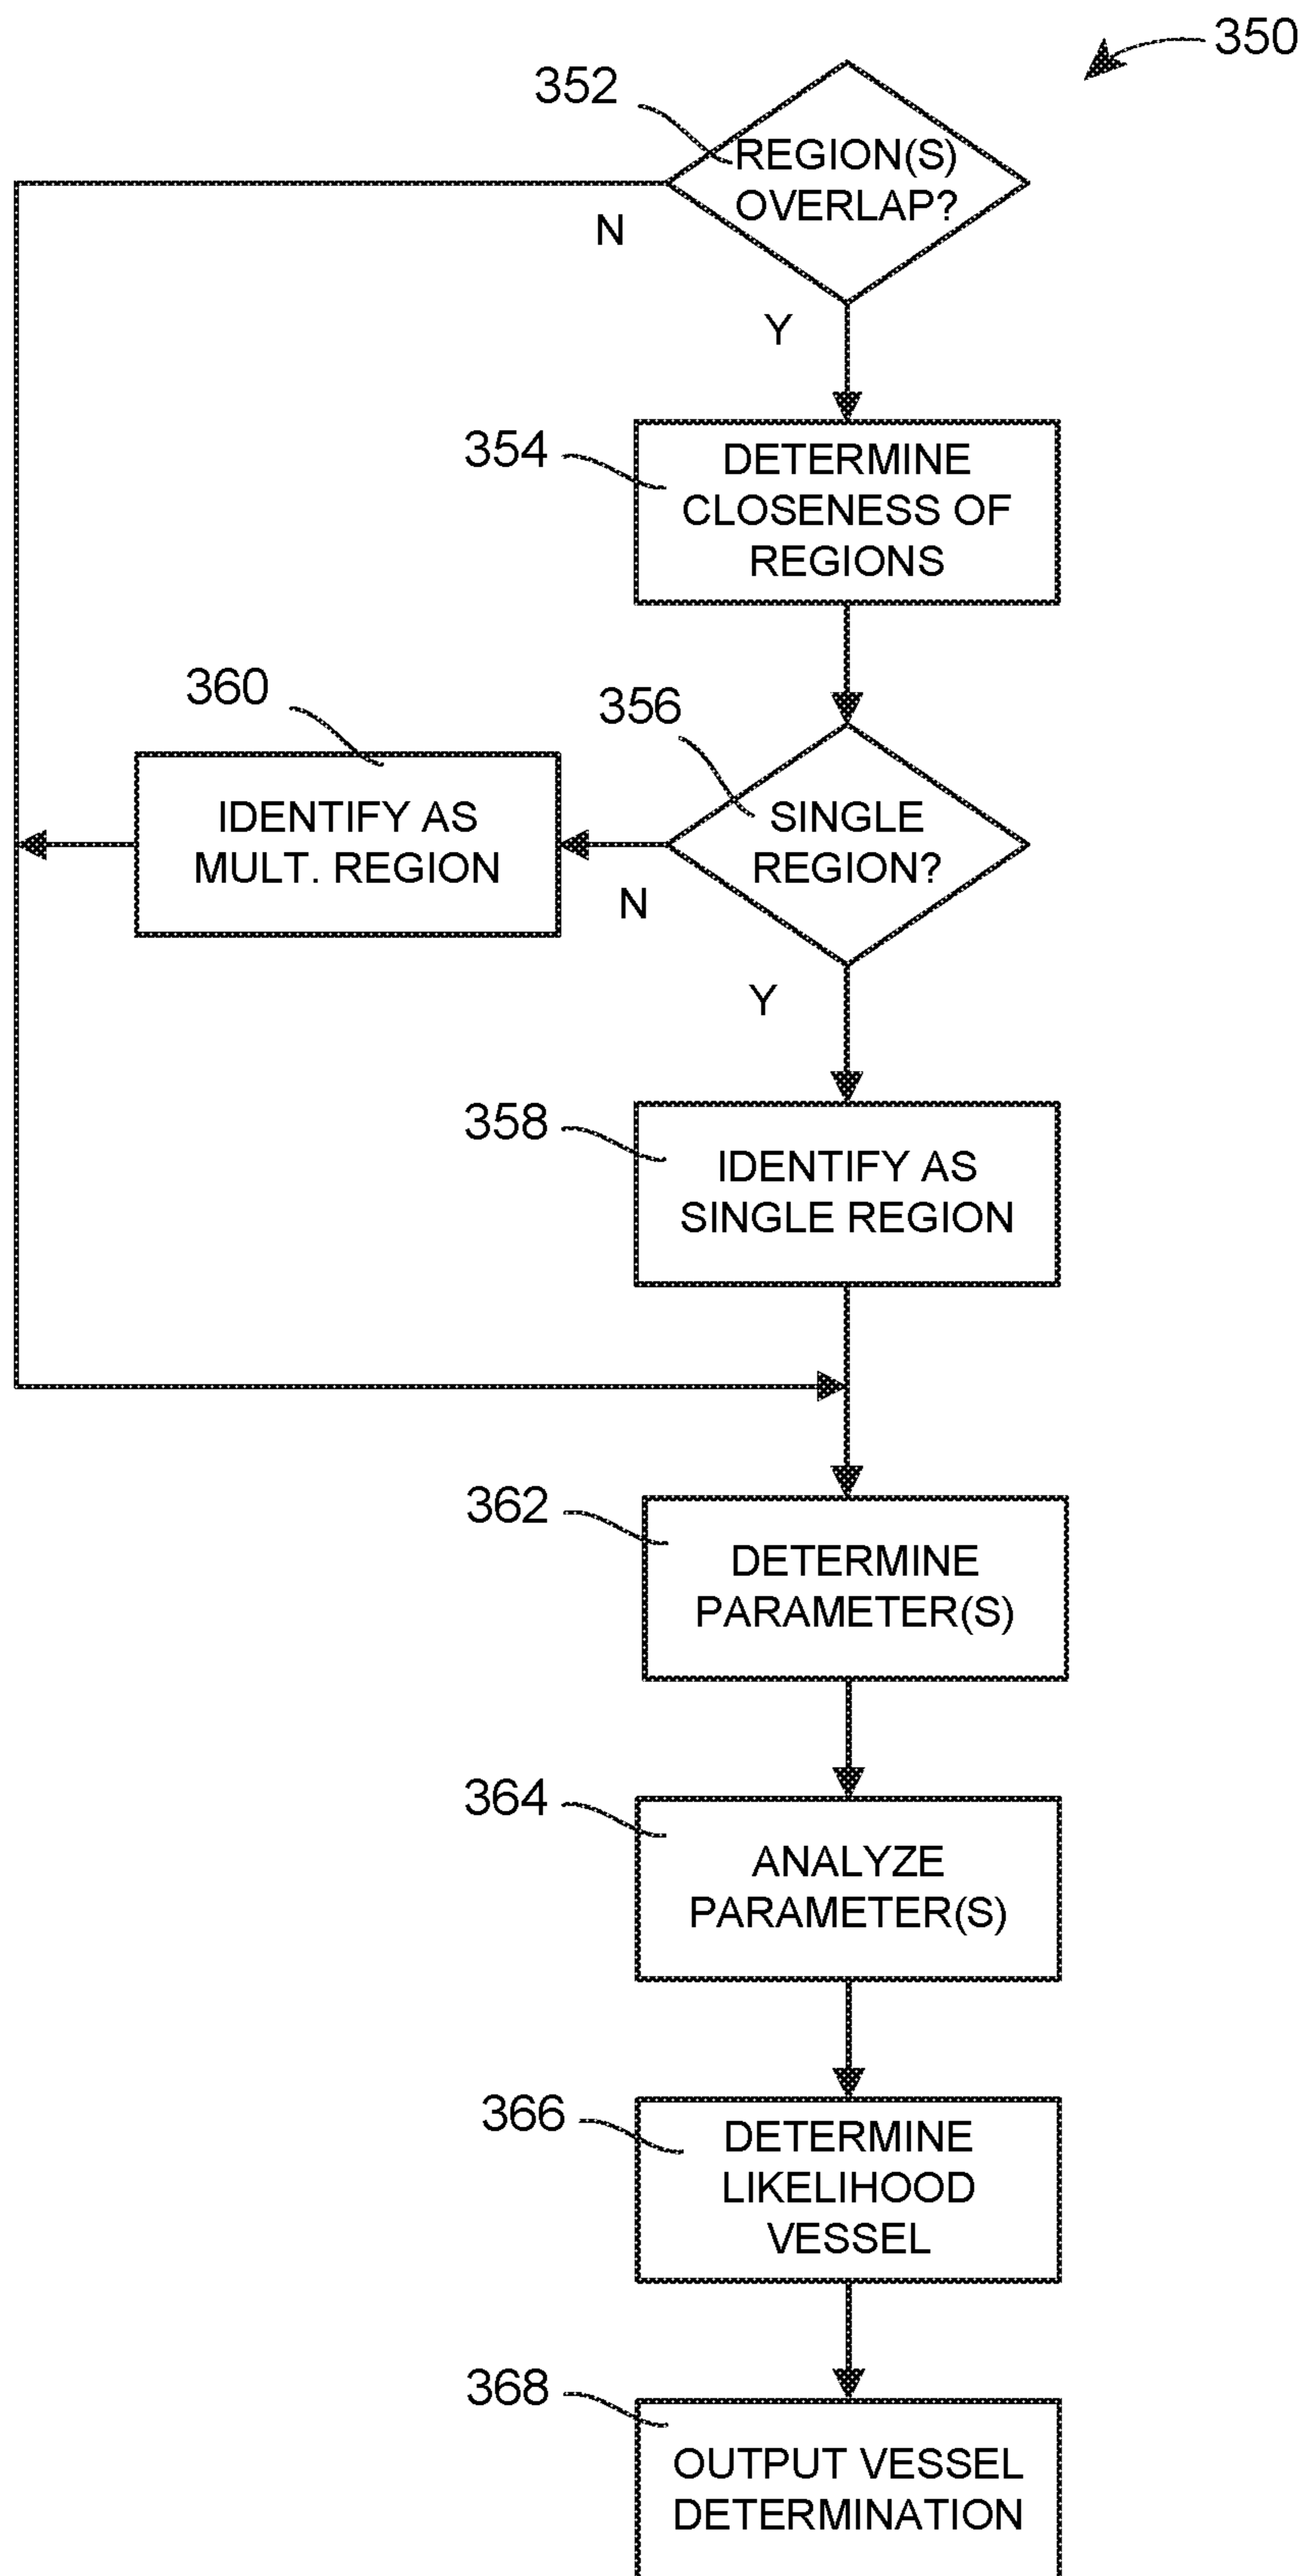 350
352
REGION(S)
OVERLAP?
N
Y
354
DETERMINE
CLOSENESS OF
REGIONS
360
356
IDENTIFY AS
MULT. REGION
SINGLE
REGION?
N
Y
358
IDENTIFY AS
SINGLE REGION
362
DETERMINE
PARAMETER(S)
364
ANALYZE
PARAMETER(S)
366
DETERMINE
LIKELIHOOD
VESSEL
368
OUTPUT VESSEL
DETERMINATION